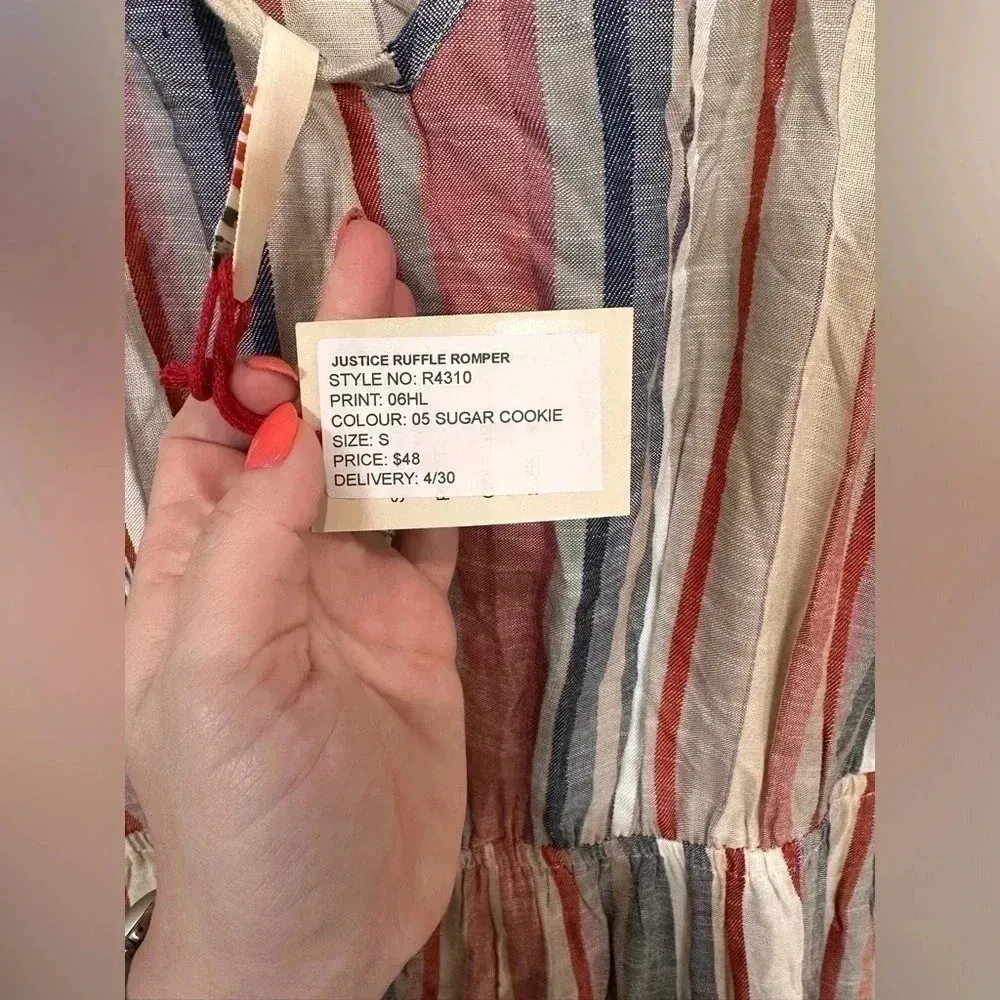 JUSTICE RUFFLE ROMPER
STYLE NO: R4310
PRINT: 06HL
COLOUR: 05 SUGAR COOKIE
SIZE: S
PRICE: $48
DELIVERY: 4/30